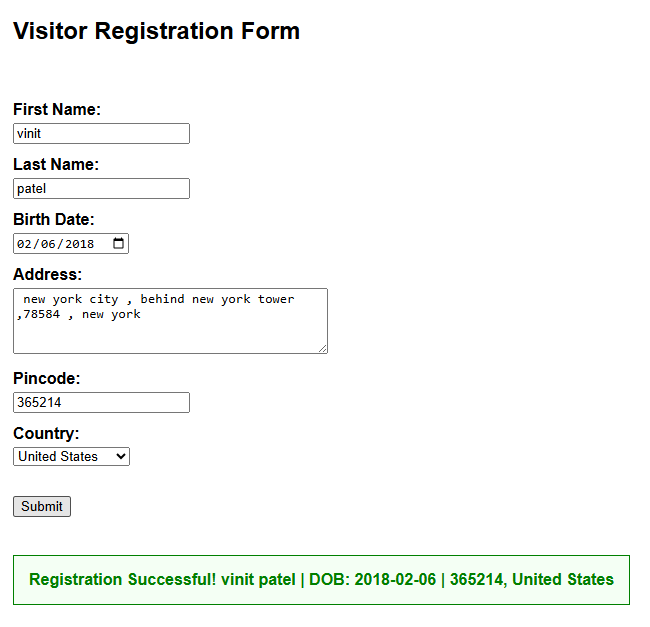 Visitor Registration Form
First Name:
vinit
Last Name:
patel
Birth Date:
02/06/2018
Address:
new york city , behind new york tower
,78584 , new york
Pincode:
365214
Country:
United States
Submit
Registration Successful! vinit patel | DOB: 2018-02-06 | 365214, United States